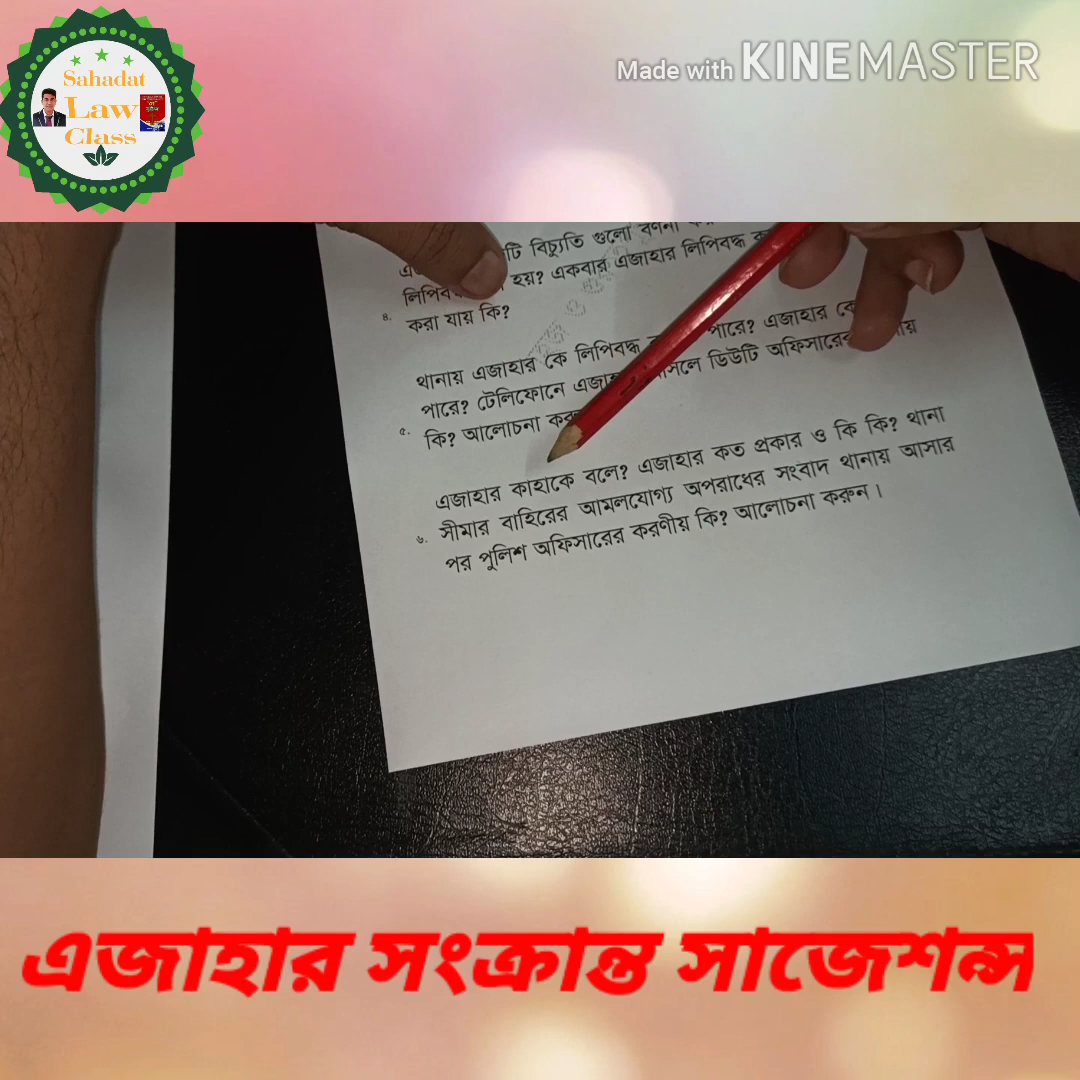 Sahadat
Law
Class
Made with KINEMASTER
টি বিচ্যুতি গুলো বর্ণনা
হয়? একবার এজাহার লিপিবদ্ধ
৪.
করা যায় কি?
থানায় এজাহার কে লিপিবদ্ধ পারে? এজাহার কে
পারে? টেলিফোনে ডিউটি অফিসারের
৫. কি? আলোচনা
এজাহার কাহাকে বলে? এজাহার কত প্রকার ও কি কি? থানা
৬. সীমার বাহিরের আমলযোগ্য অপরাধের সংবাদ থানায় আসার
পর পুলিশ অফিসারের করণীয় কি? আলোচনা করুন।
এজাহার সংক্রান্ত সাজেশন্স